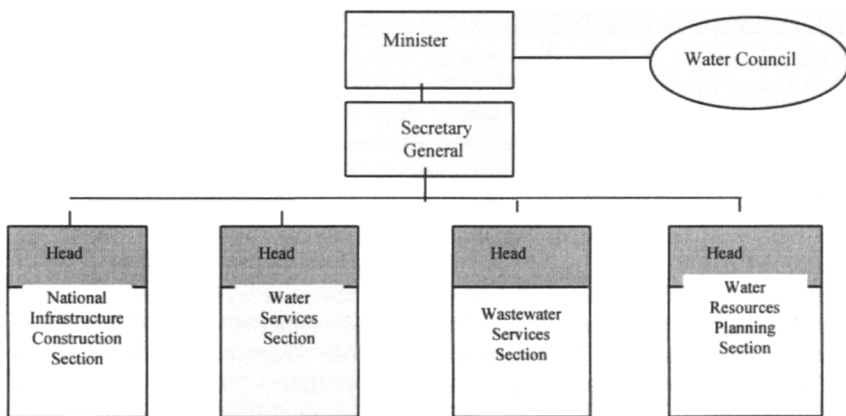 Minister
Water Council
Secretary
General
Head
National
Infrastructure
Construction
Section
Head
Water
Services
Section
Head
Wastewater
Services
Section
Head
Water
Resources
Planning
Section